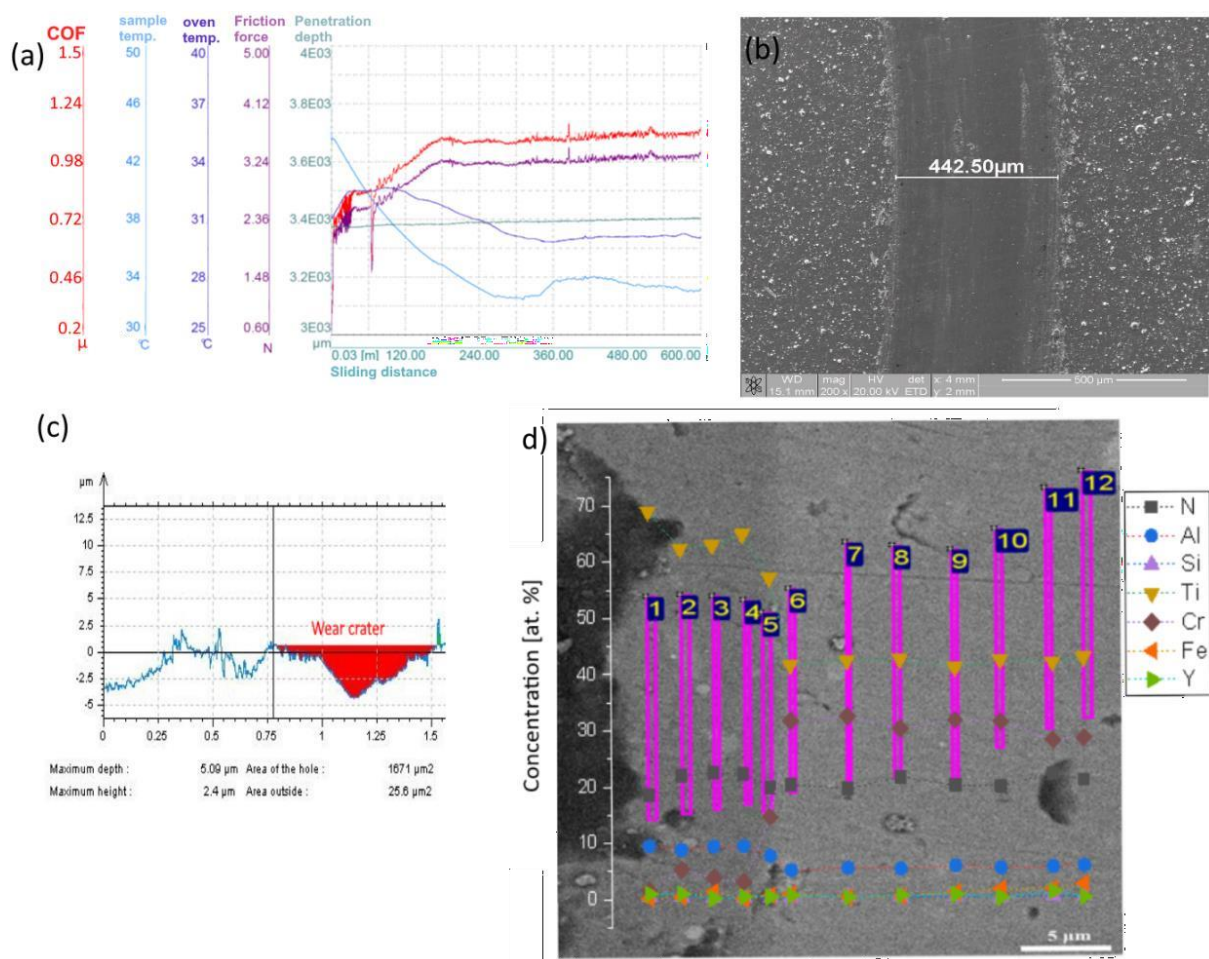 (a)
COF
1.5
1.24
0.98
0.72
0.46
0.2
µ
sample
temp.
50
46
42
38
34
30
°C
oven
temp.
40
37
34
31
28
25
°C
Friction
force
5.00
4.12
3.24
2.36
1.48
0.60
N
Penetration
depth
4E03
3.8E03
3.6E03
3.4E03
3.2E03
3E03
µm
0.03 [m] 120.00 240.00 360.00 480.00 600.00
Sliding distance
(b)
442.50µm
WD mag HV det x: 4 mm
15.1 mm 200 x 20.00 kV ETD y: 2 mm
500 µm
(c)
µm
12.5
10
7.5
5
2.5
0
-2.5
-5
Wear crater
0 0.25 0.5 0.75 1 1.25 1.5
Maximum depth : 5.09 µm Area of the hole : 1671 µm2
Maximum height : 2.4 µm Area outside : 25.6 µm2
d)
Concentration [at. %]
70
60
50
40
30
20
10
0
1 2 3 4 5 6 7 8 9 10 11 12
5 µm
N
Al
Si
Ti
Cr
Fe
Y